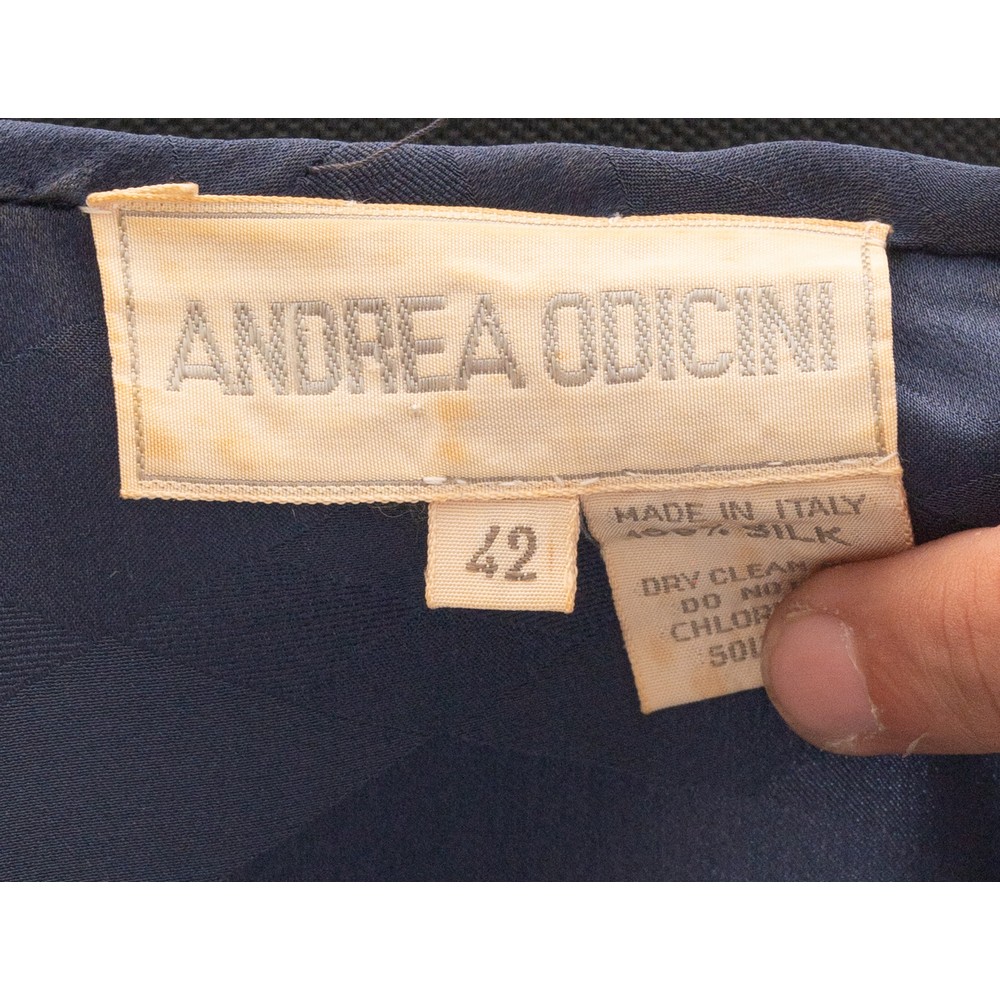 ANDREA ODICINI
42
MADE IN ITALY
100% SILK
DRY CLEAN
DO